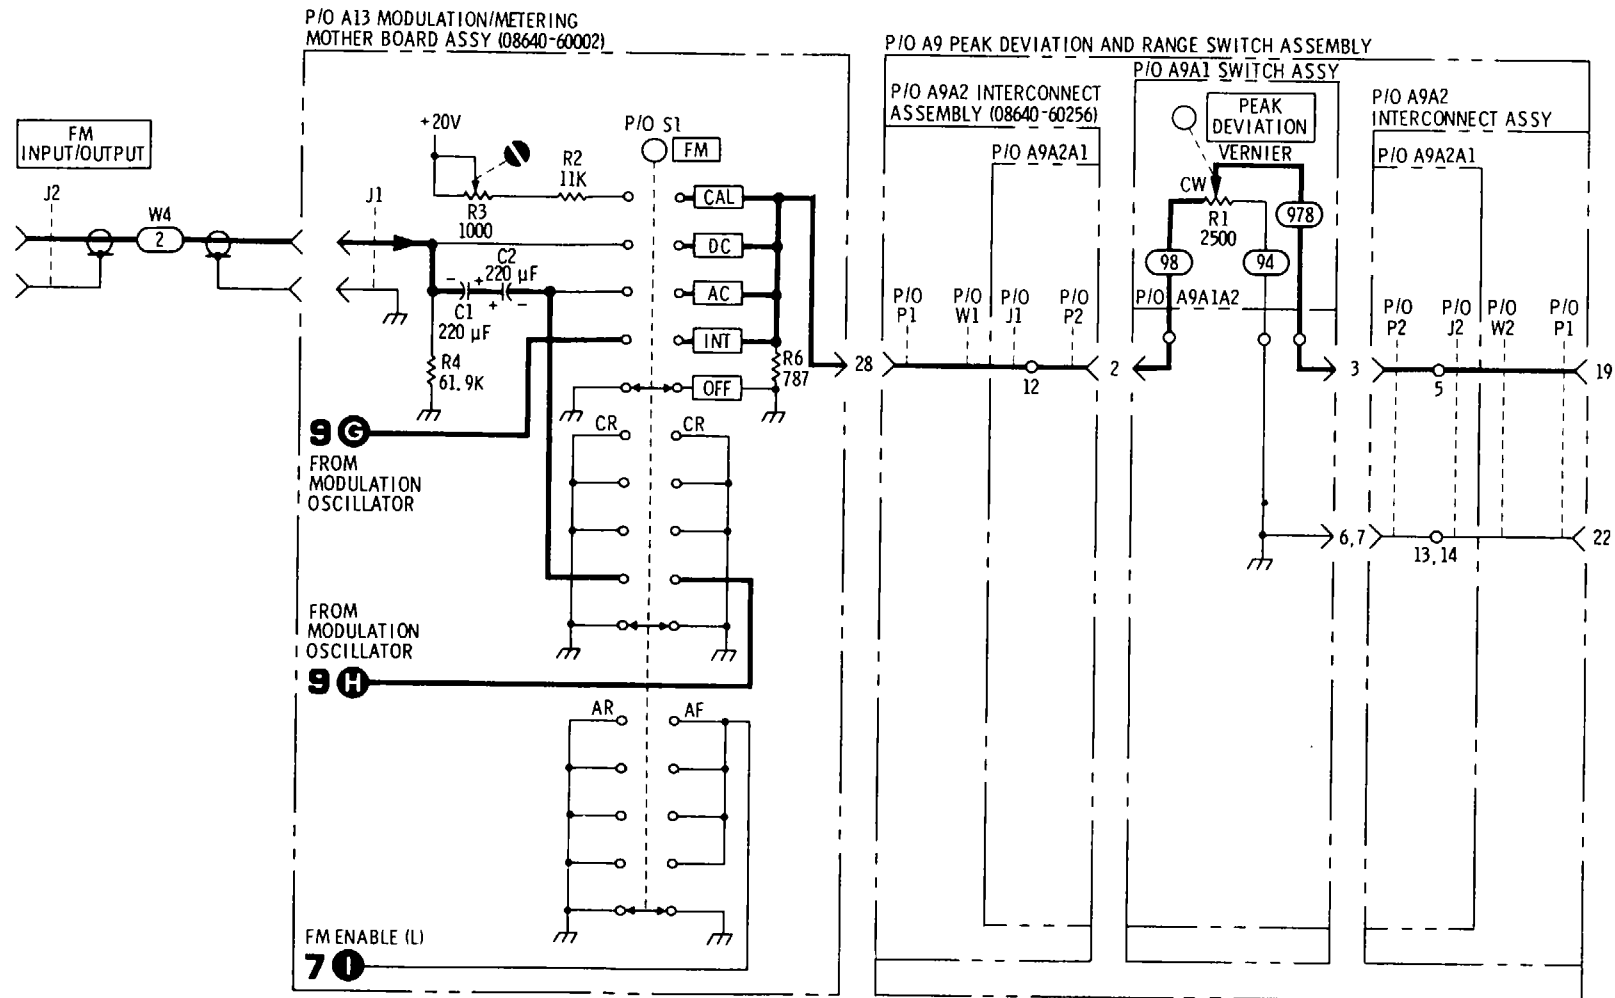 P/O A13 MODULATION/METERING
MOTHER BOARD ASSY (08640-60002)
P/O A9 PEAK DEVIATION AND RANGE SWITCH ASSEMBLY
P/O A9A1 SWITCH ASSY
P/O A9A2 INTERCONNECT
ASSEMBLY (08640-60256)
P/O A9A2
INTERCONNECT ASSY
PEAK
DEVIATION
VERNIER
P/O A9A2A1
P/O A9A2A1
FM
INPUT/OUTPUT
+20V
P/O S1
FM
R2
11K
R3
1000
J2
W4
2
J1
CAL
DC
AC
INT
OFF
C2
220 µF
- +
+ -
C1
220 µF
R4
61.9K
R6
787
CW
R1
2500
978
98
94
P/O A9A1A2
P/O
P1
P/O
W1
P/O
J1
P/O
P2
P/O
P2
P/O
J2
P/O
W2
P/O
P1
28
12
2
3
5
19
9 G
FROM
MODULATION
OSCILLATOR
CR
CR
6,7
13,14
22
FROM
MODULATION
OSCILLATOR
9 H
AR
AF
FM ENABLE (L)
7 I